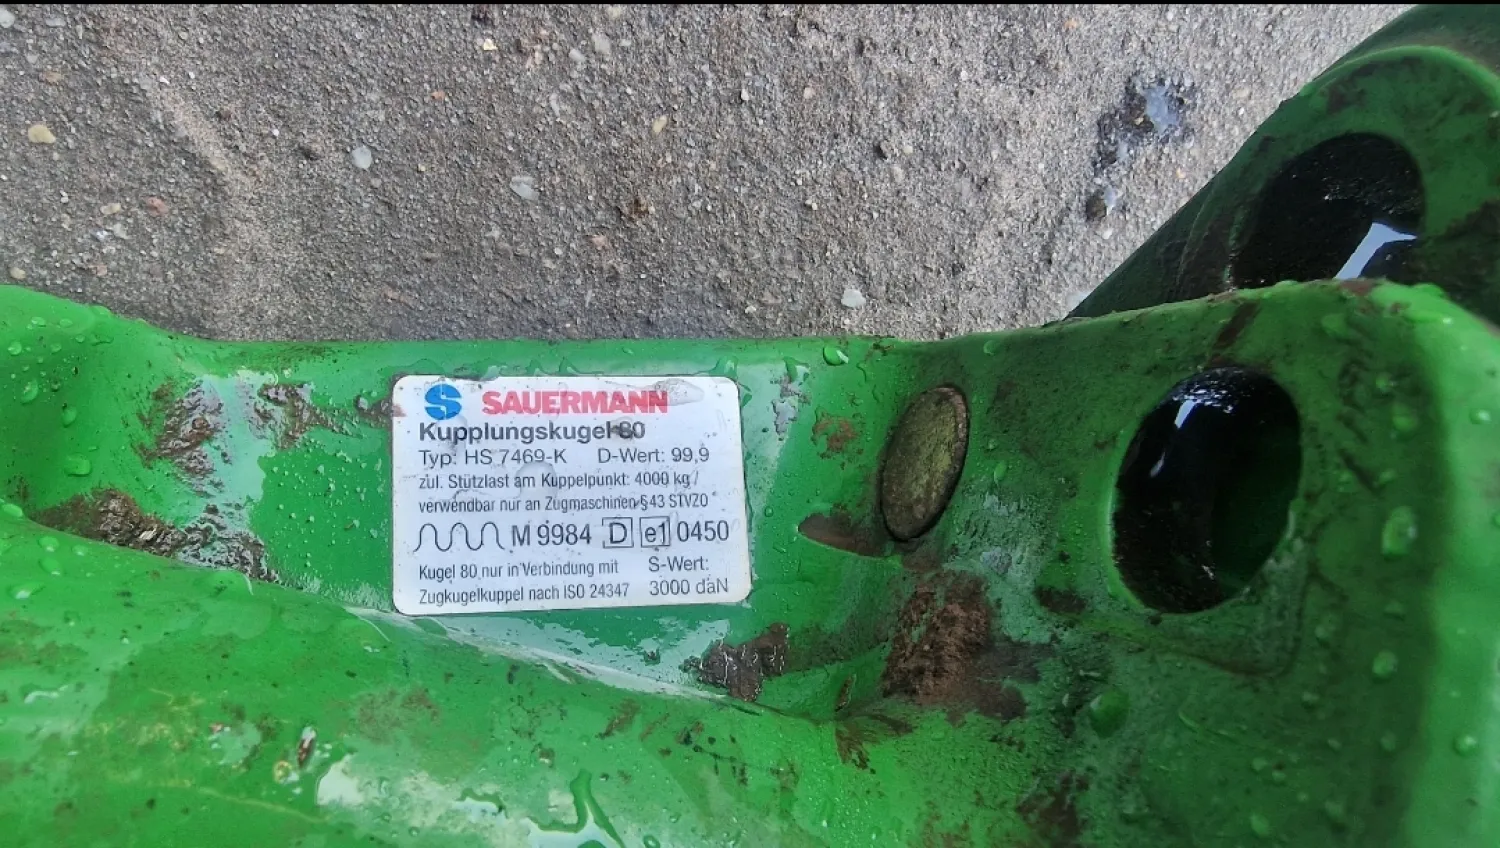 SAUERMANN
Kupplungskugel 80
Typ: HS 7469-K D-Wert: 99,9
zul. Stützlast am Kuppelpunkt: 4000 kg /
verwendbar nur an Zugmaschinen § 43 STVZO
M 9984 D e1 0450
Kugel 80 nur in Verbindung mit S-Wert:
Zugkugelkuppel nach ISO 24347 3000 daN